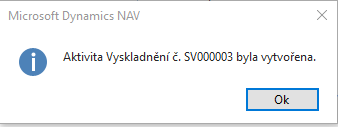 Microsoft Dynamics NAV
Aktivita Vyskladnění č. SV000003 byla vytvořena.
Ok